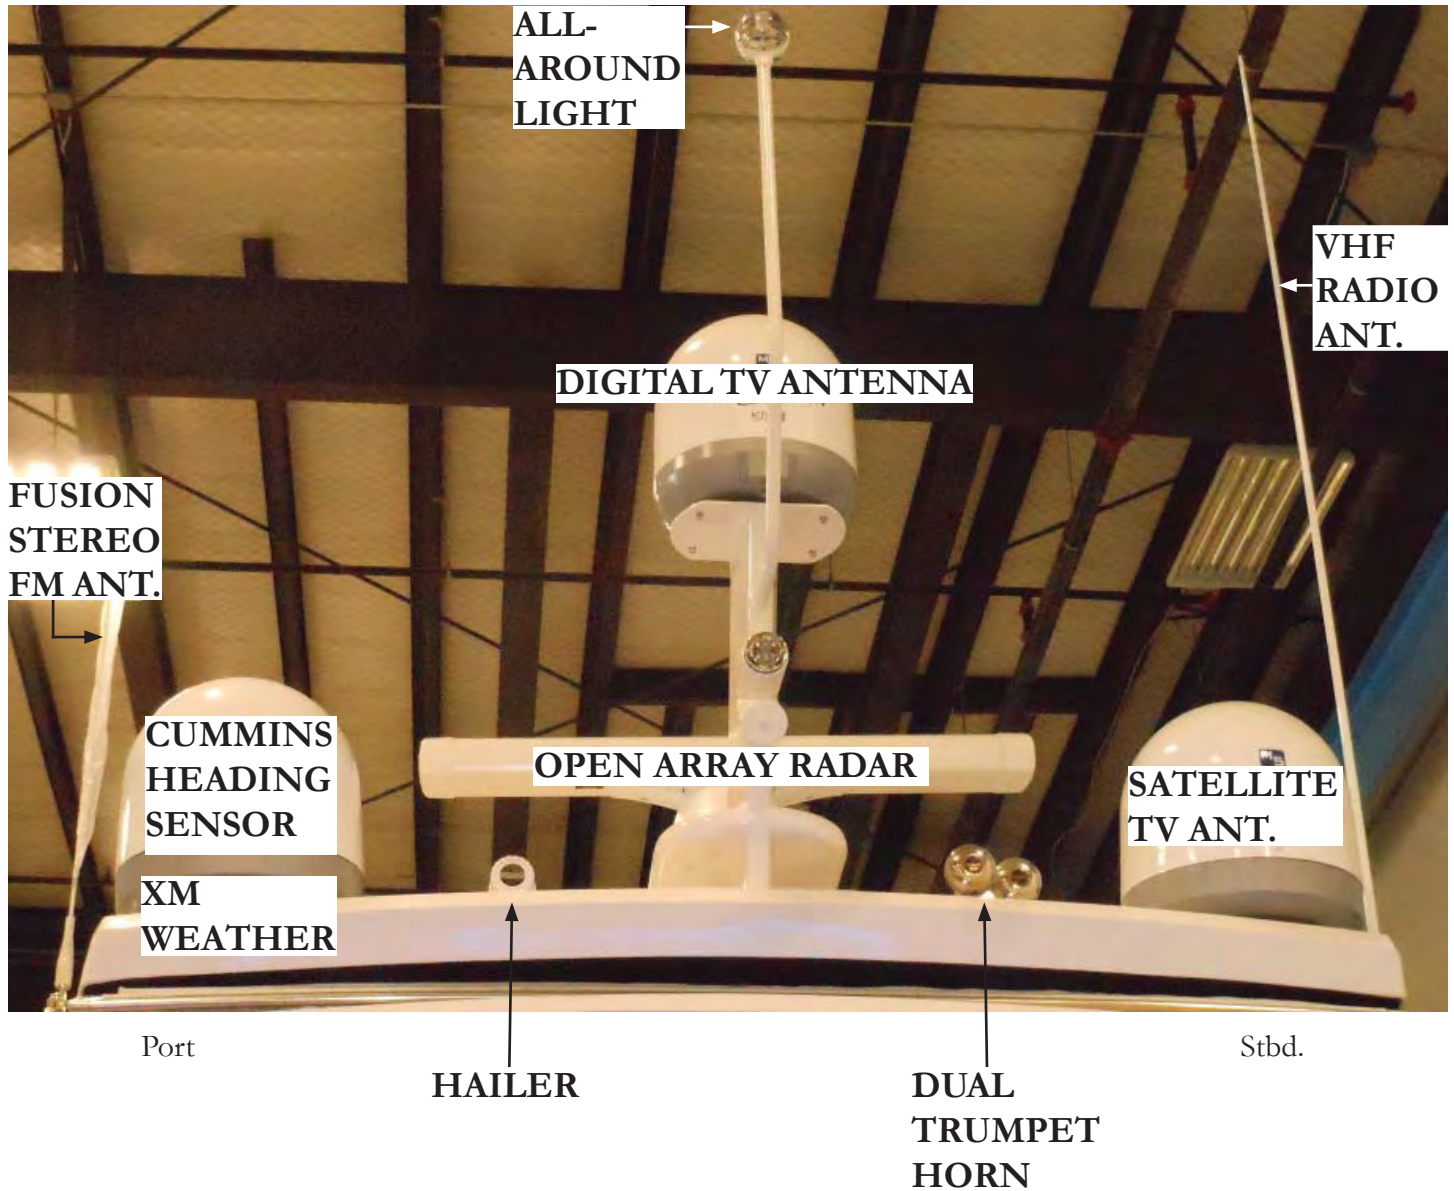 ALL-
AROUND
LIGHT
VHF
RADIO
ANT.
DIGITAL TV ANTENNA
FUSION
STEREO
FM ANT.
CUMMINS
HEADING
SENSOR
OPEN ARRAY RADAR
SATELLITE
TV ANT.
XM
WEATHER
Port
Stbd.
HAILER
DUAL
TRUMPET
HORN